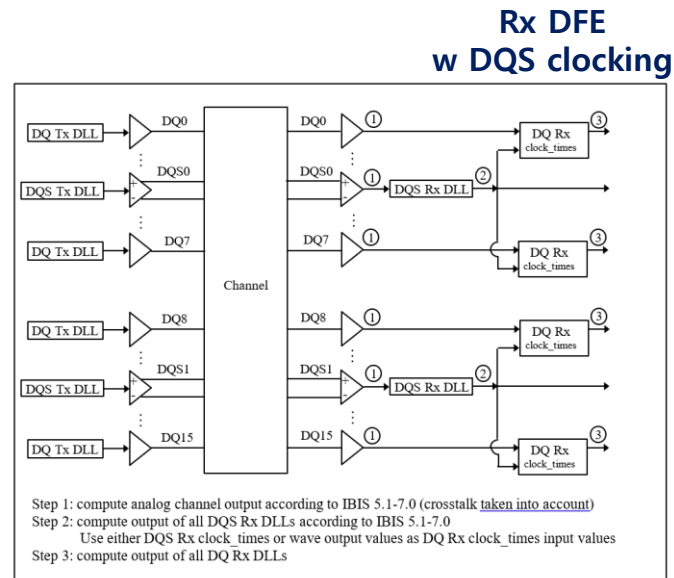 Rx DFE
w DQS clocking
DQ0 DQ0 ① ③
DQ Tx DLL DQ Rx
clock_times
⋮ ⋮
DQS0 DQS0 ① ②
DQS Tx DLL + - + - DQS Rx DLL
⋮ ⋮
DQ7 DQ7 ① ③
DQ Tx DLL DQ Rx
clock_times
Channel
DQ8 DQ8 ① ③
DQ Tx DLL DQ Rx
clock_times
⋮ ⋮
DQS1 DQS1 ① ②
DQS Tx DLL + - + - DQS Rx DLL
⋮ ⋮
DQ15 DQ15 ① ③
DQ Tx DLL DQ Rx
clock_times
Step 1: compute analog channel output according to IBIS 5.1-7.0 (crosstalk taken into account)
Step 2: compute output of all DQS Rx DLLs according to IBIS 5.1-7.0
Use either DQS Rx clock_times or wave output values as DQ Rx clock_times input values
Step 3: compute output of all DQ Rx DLLs